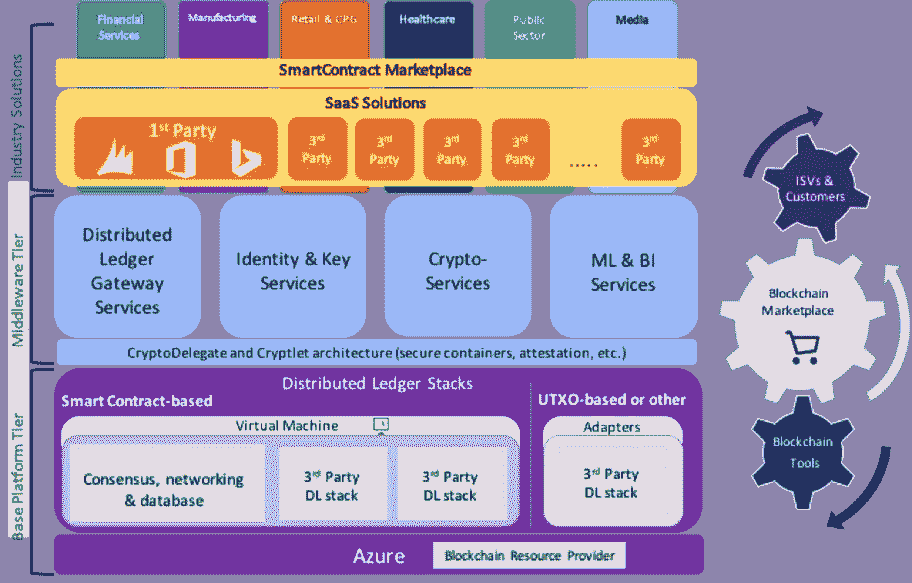 Financial
Services
Manufacturing
Retail & CPG
Healthcare
Public
Sector
Media
SmartContract Marketplace
SaaS Solutions
1st Party
3rd
Party
3rd
Party
3rd
Party
3rd
Party
.....
3rd
Party
Industry Solutions
Distributed
Ledger
Gateway
Services
Identity & Key
Services
Crypto-
Services
ML & BI
Services
CryptoDelegate and Cryptlet architecture (secure containers, attestation, etc.)
Middleware Tier
Distributed Ledger Stacks
Smart Contract-based
UTXO-based or other
Virtual Machine
Adapters
Consensus, networking
& database
3rd Party
DL stack
3rd Party
DL stack
3rd Party
DL stack
Base Platform Tier
Azure
Blockchain Resource Provider
ISVs &
Customers
Blockchain
Marketplace
Blockchain
Tools